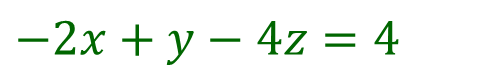 −2x + y − 4z = 4